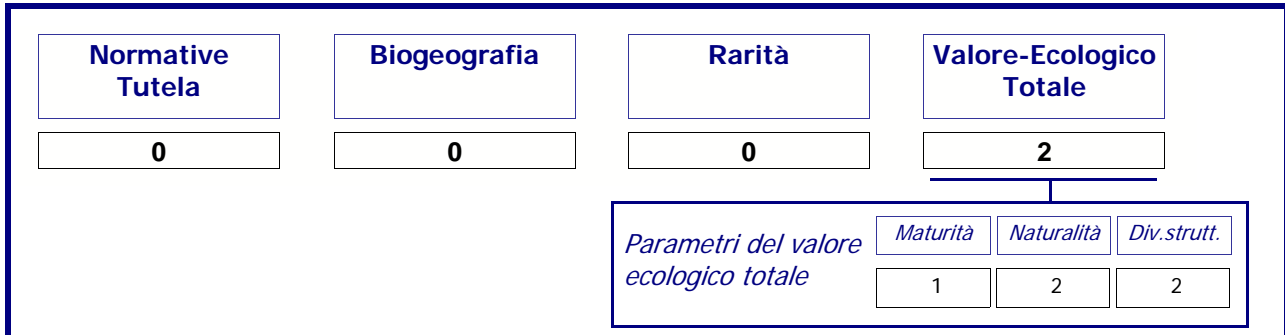 Normative
Tutela
Biogeografia
Rarità
Valore-Ecologico
Totale
0
0
0
2
Parametri del valore
ecologico totale
Maturità
Naturalità
Div.strutt.
1
2
2